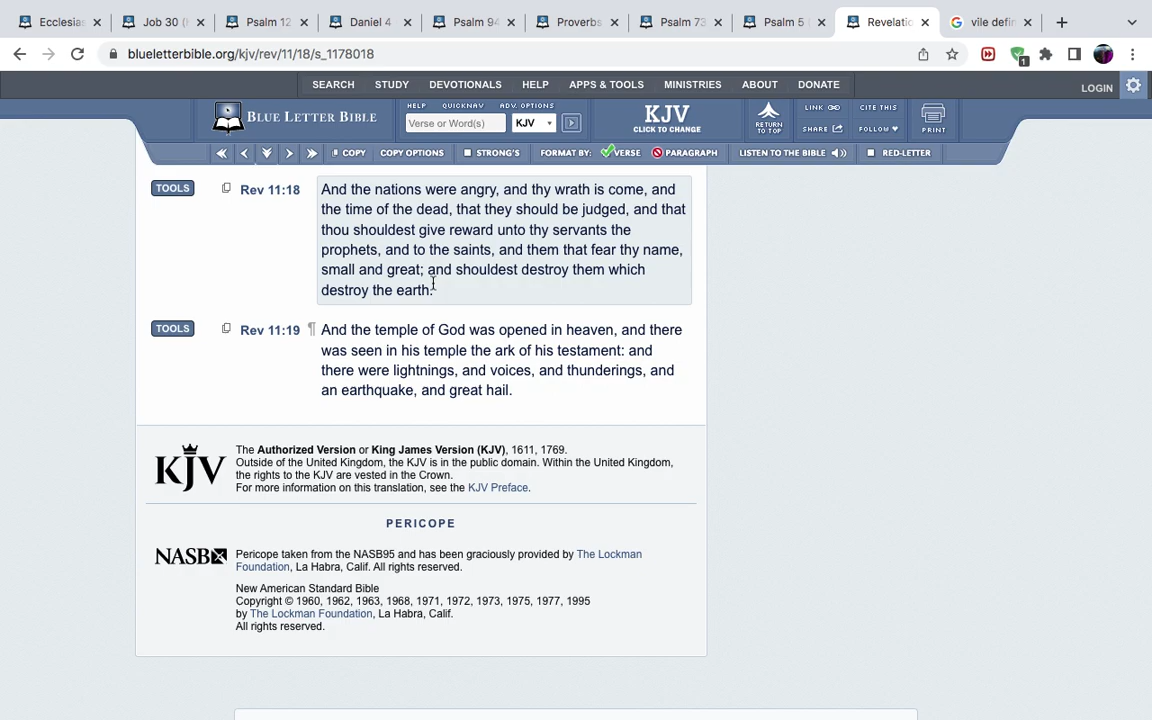 Ecclesias
Job 30 (
Psalm 12
Daniel 4
Psalm 94
Proverbs
Psalm 73
Psalm 5
Revelatio
vile defin
blueletterbible.org/kjv/rev/11/18/s_1178018
1
SEARCH STUDY DEVOTIONALS HELP APPS & TOOLS MINISTRIES ABOUT DONATE
LOGIN
BLUE LETTER BIBLE
HELP QUICKNAV ADV. OPTIONS
Verse or Word(s) KJV
KJV
CLICK TO CHANGE
RETURN
TO TOP
LINK CITE THIS
SHARE FOLLOW
PRINT
COPY COPY OPTIONS STRONG'S FORMAT BY: VERSE PARAGRAPH LISTEN TO THE BIBLE RED-LETTER
TOOLS Rev 11:18 And the nations were angry, and thy wrath is come, and
the time of the dead, that they should be judged, and that
thou shouldest give reward unto thy servants the
prophets, and to the saints, and them that fear thy name,
small and great; and shouldest destroy them which
destroy the earth.
TOOLS Rev 11:19 ¶ And the temple of God was opened in heaven, and there
was seen in his temple the ark of his testament: and
there were lightnings, and voices, and thunderings, and
an earthquake, and great hail.
KJV
The Authorized Version or King James Version (KJV), 1611, 1769.
Outside of the United Kingdom, the KJV is in the public domain. Within the United Kingdom,
the rights to the KJV are vested in the Crown.
For more information on this translation, see the KJV Preface.
PERICOPE
NASB
Pericope taken from the NASB95 and has been graciously provided by The Lockman
Foundation, La Habra, Calif. All rights reserved.
New American Standard Bible
Copyright © 1960, 1962, 1963, 1968, 1971, 1972, 1973, 1975, 1977, 1995
by The Lockman Foundation, La Habra, Calif.
All rights reserved.